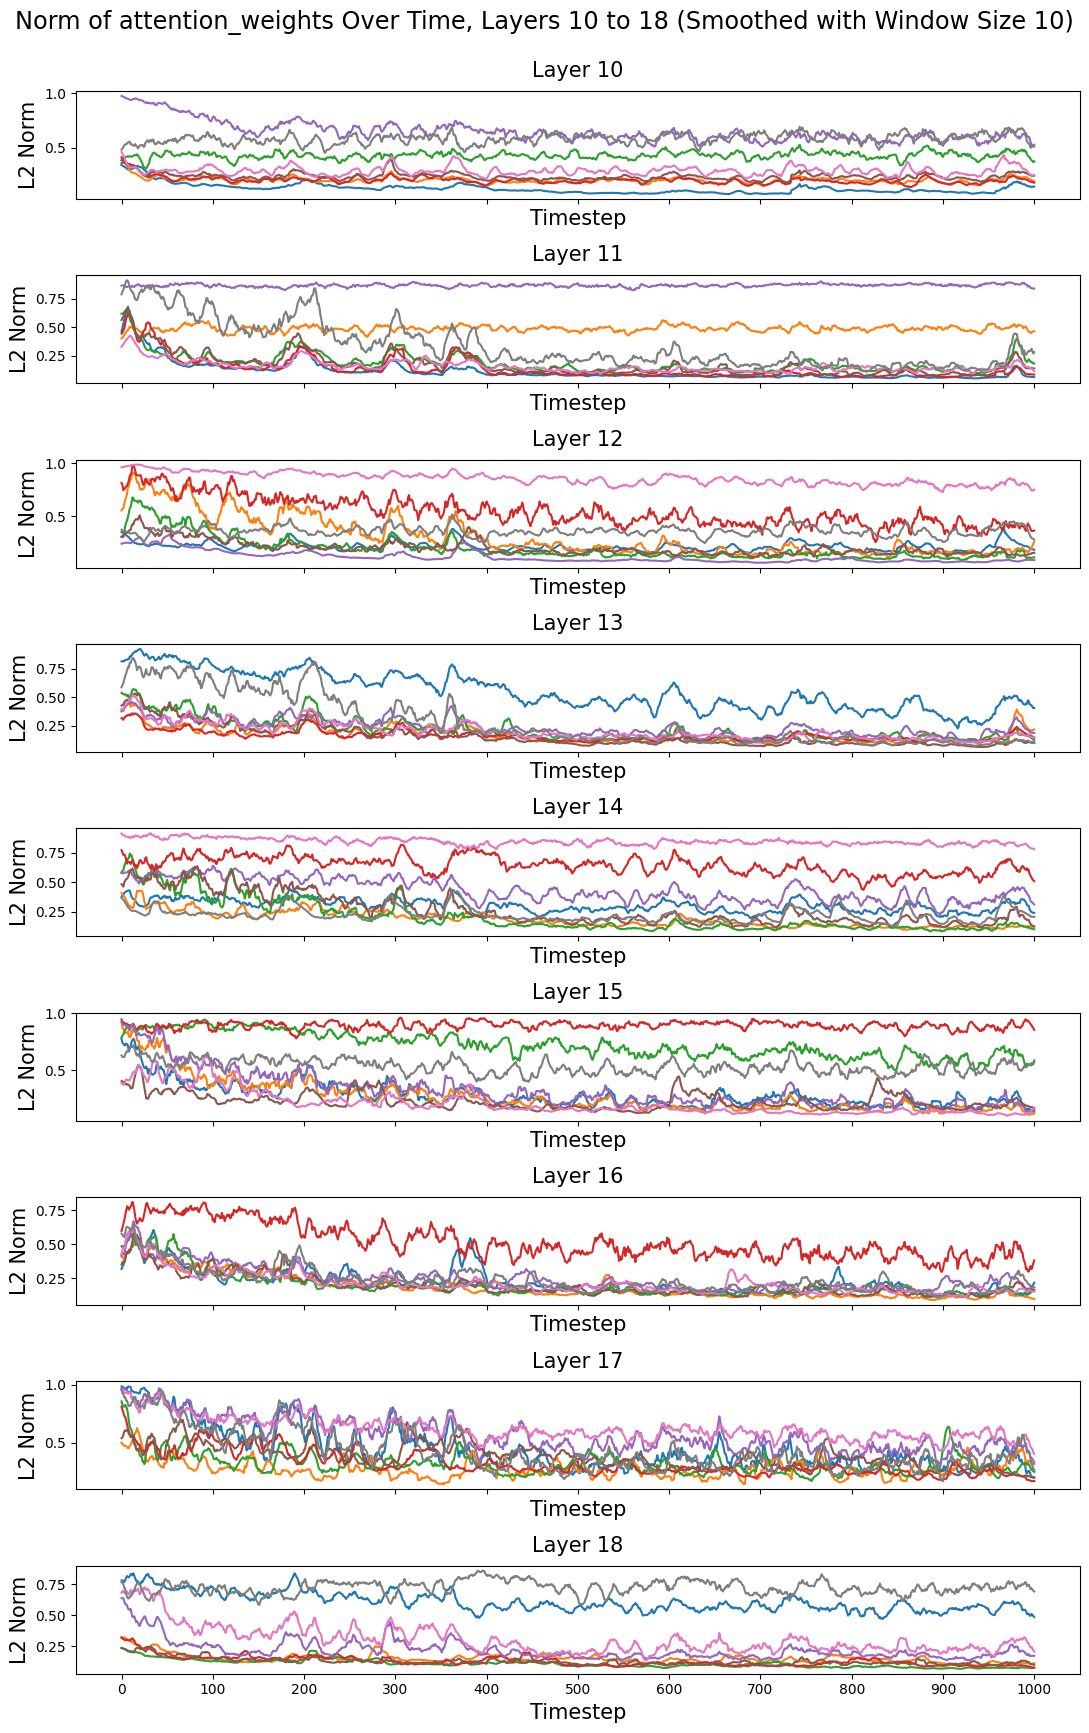 Norm of attention_weights Over Time, Layers 10 to 18 (Smoothed with Window Size 10)
Layer 10
1.0
0.5
L2 Norm
Timestep
Layer 11
0.75
0.50
0.25
L2 Norm
Timestep
Layer 12
1.0
0.5
L2 Norm
Timestep
Layer 13
0.75
0.50
0.25
L2 Norm
Timestep
Layer 14
0.75
0.50
0.25
L2 Norm
Timestep
Layer 15
1.0
0.5
L2 Norm
Timestep
Layer 16
0.75
0.50
0.25
L2 Norm
Timestep
Layer 17
1.0
0.5
L2 Norm
Timestep
Layer 18
0.75
0.50
0.25
L2 Norm
0 100 200 300 400 500 600 700 800 900 1000
Timestep